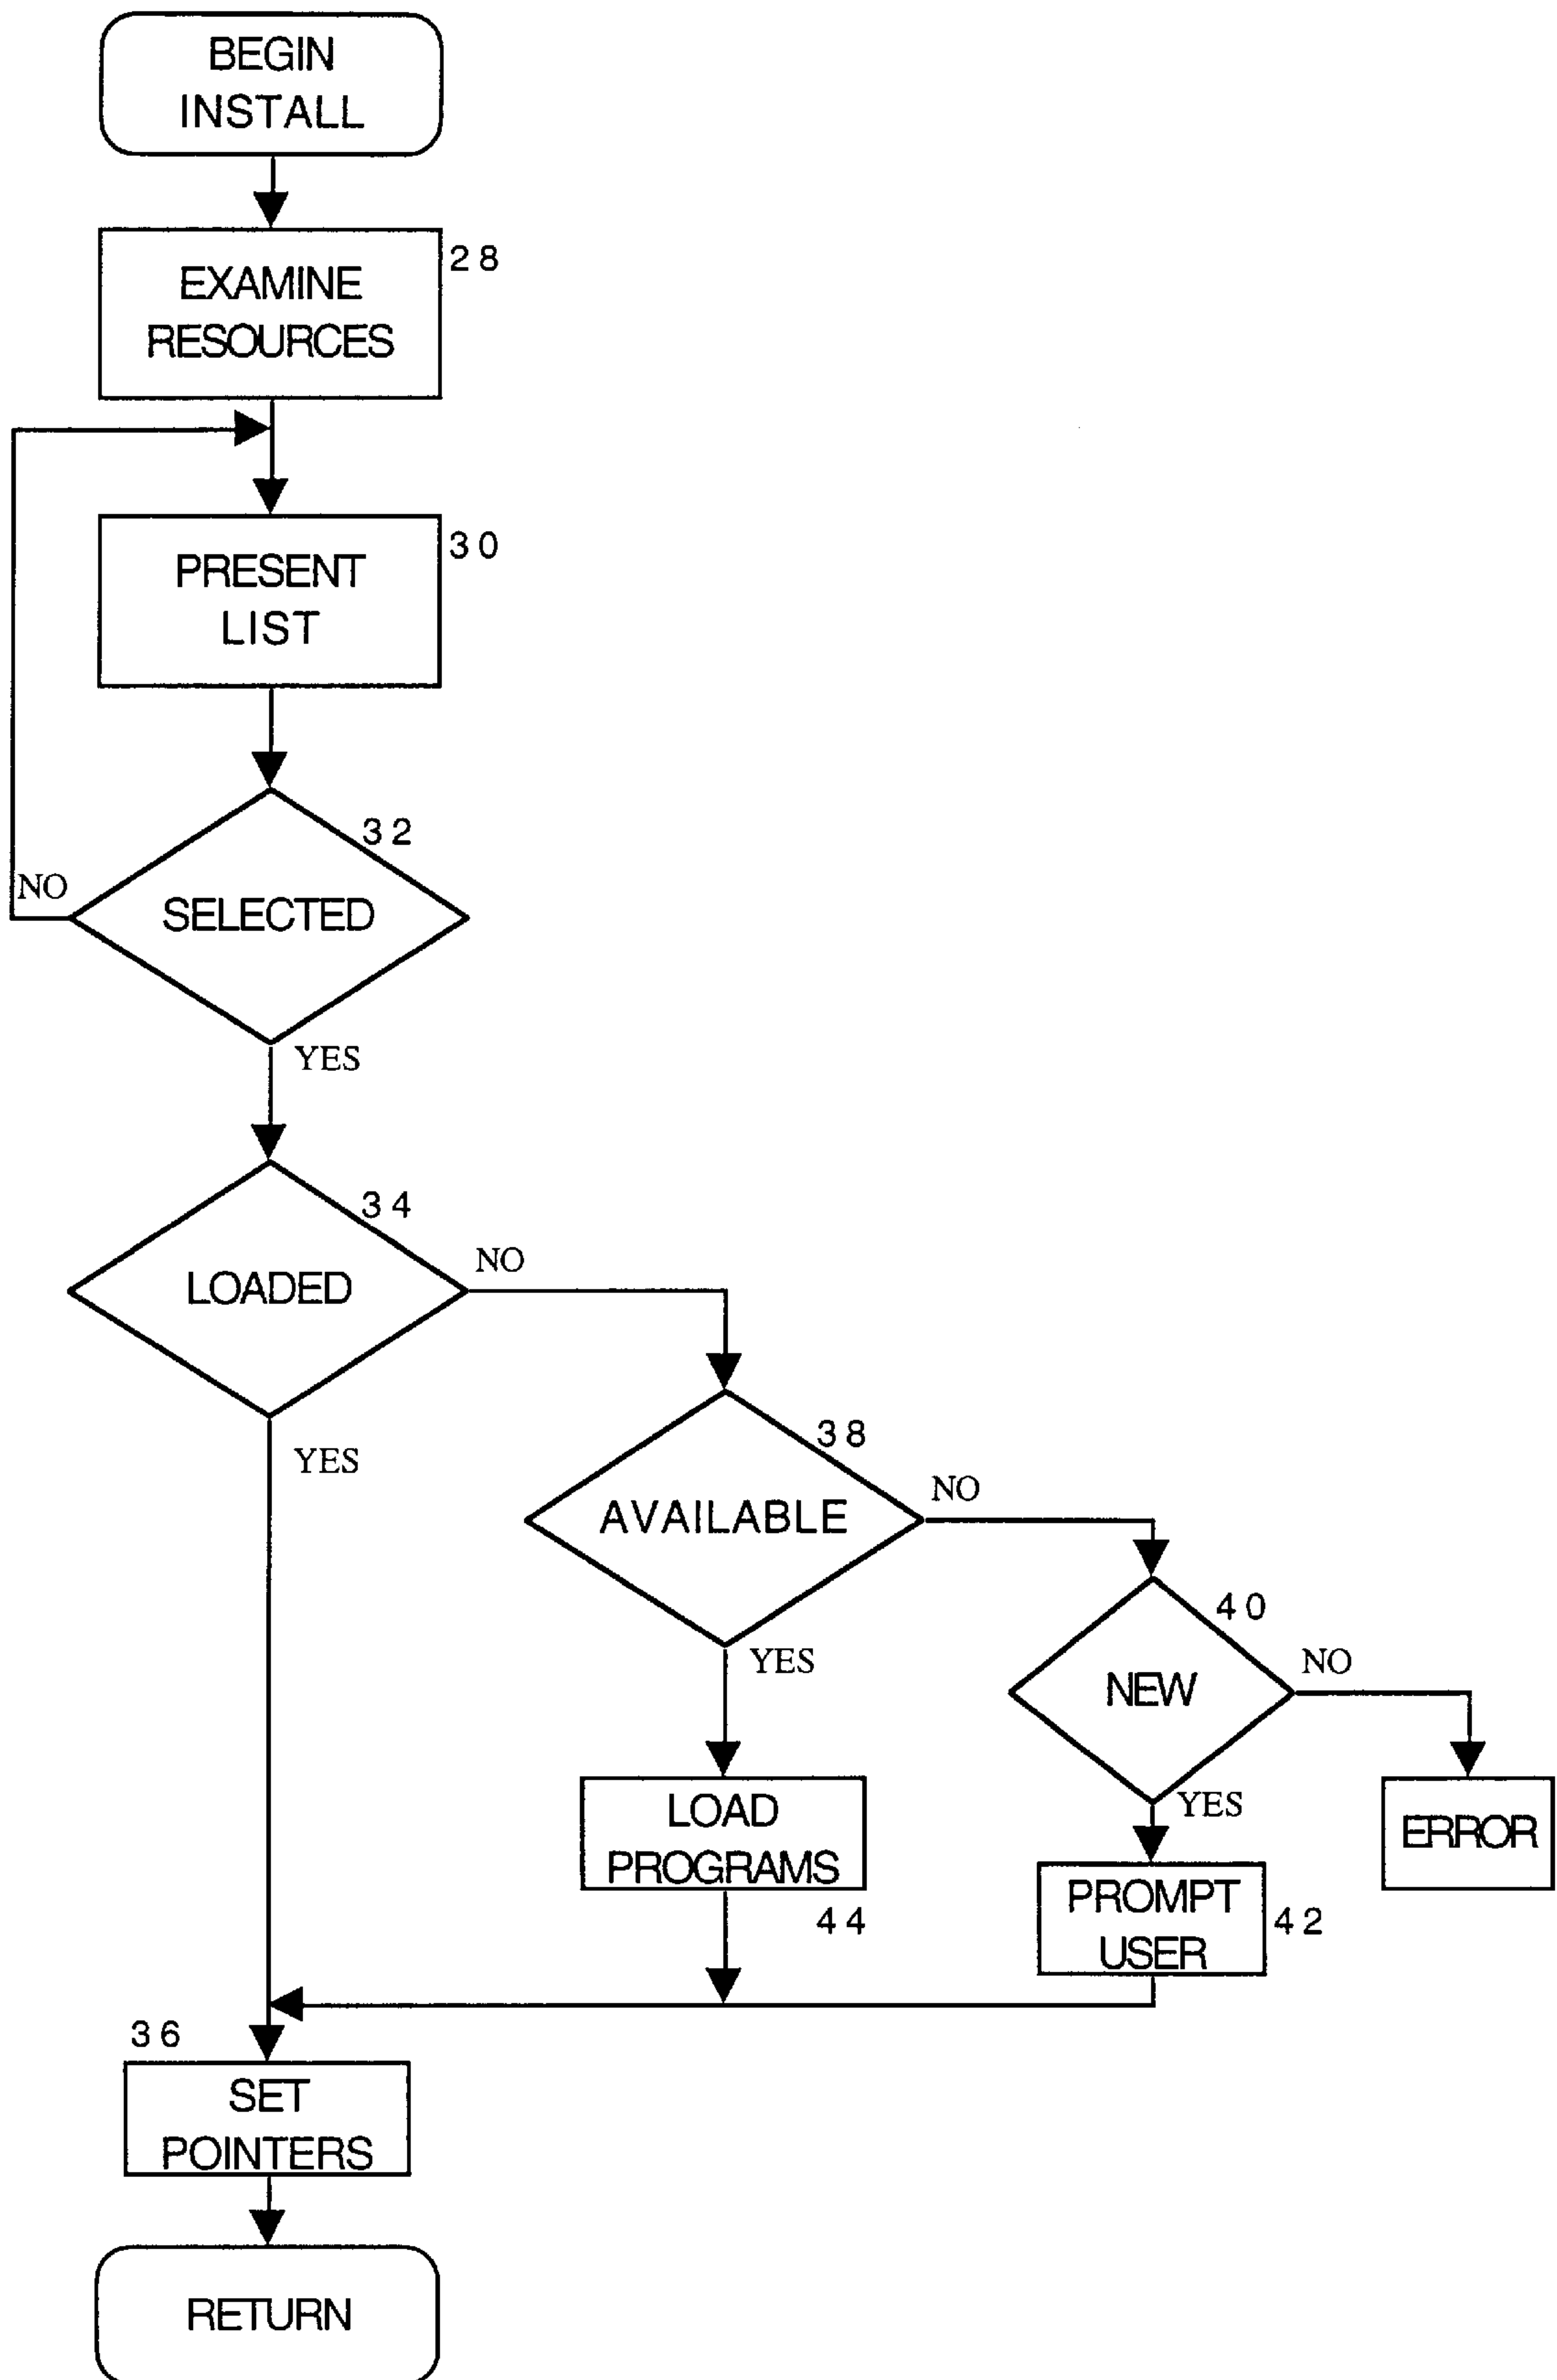 BEGIN
INSTALL
28
EXAMINE
RESOURCES
30
PRESENT
LIST
32
NO
SELECTED
YES
34
NO
LOADED
YES
38
NO
AVAILABLE
YES
40
NO
NEW
YES
LOAD
PROGRAMS
44
ERROR
PROMPT
USER
42
36
SET
POINTERS
RETURN